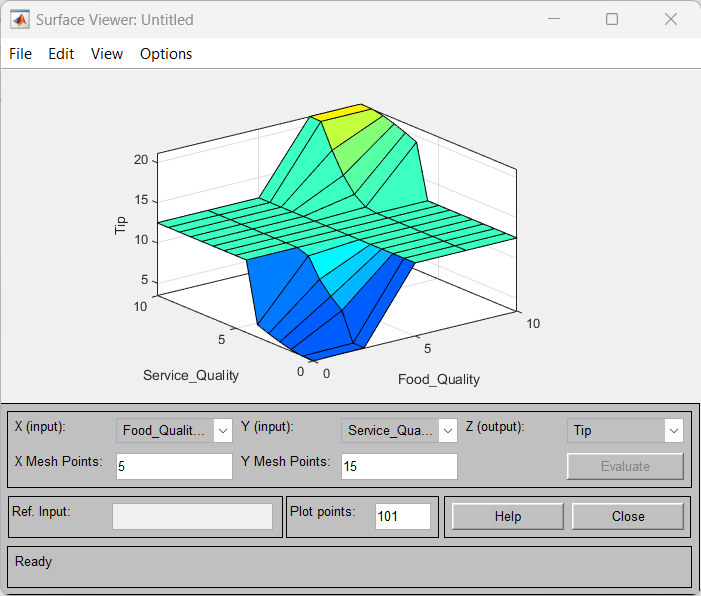 Surface Viewer: Untitled
File Edit View Options
20
15
10
5
Tip
10
5
0
Service_Quality
0
5
10
Food_Quality
X (input): Food_Qualit... Y (input): Service_Qua... Z (output): Tip
X Mesh Points: 5 Y Mesh Points: 15 Evaluate
Ref. Input: Plot points: 101 Help Close
Ready